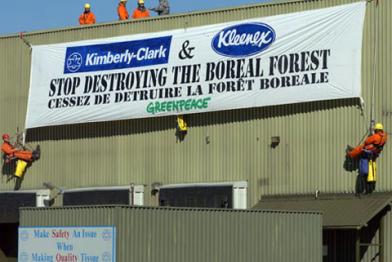 Kimberly-Clark & Kleenex
STOP DESTROYING THE BOREAL FOREST
CESSEZ DE DETRUIRE LA FORÊT BOREALE
GREENPEACE
Make Safety An Issue
When
Making Quality Tissue